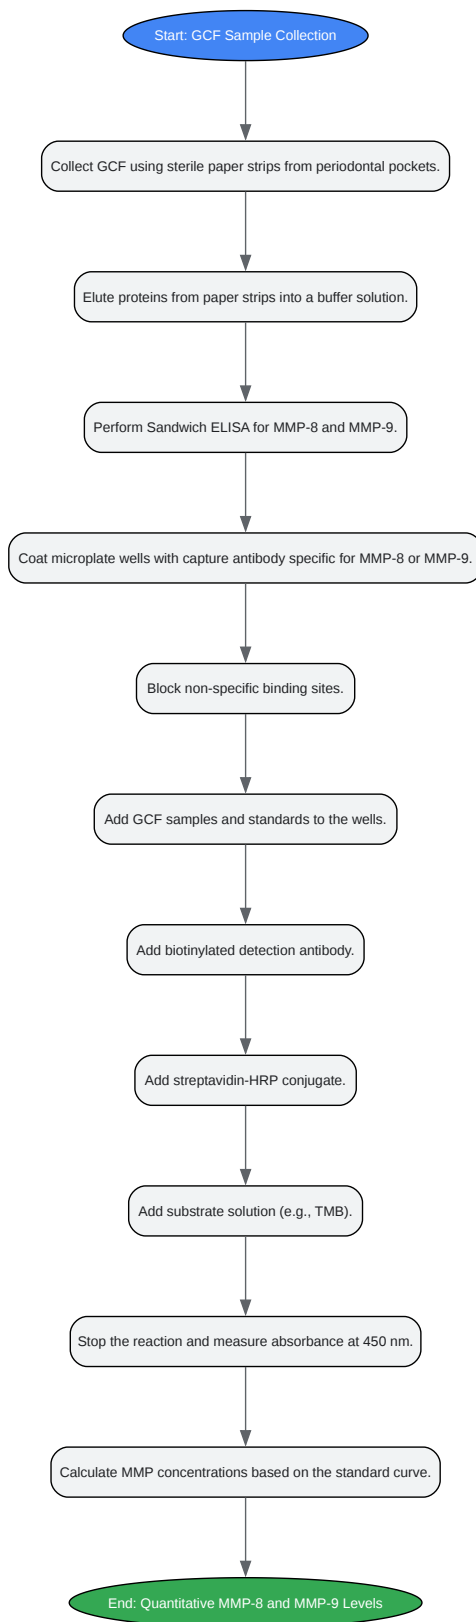 Start: GCF Sample Collection
Collect GCF using sterile paper strips from periodontal pockets.
Elute proteins from paper strips into a buffer solution.
Perform Sandwich ELISA for MMP-8 and MMP-9.
Coat microplate wells with capture antibody specific for MMP-8 or MMP-9.
Block non-specific binding sites.
Add GCF samples and standards to the wells.
Add biotinylated detection antibody.
Add streptavidin-HRP conjugate.
Add substrate solution (e.g., TMB).
Stop the reaction and measure absorbance at 450 nm.
Calculate MMP concentrations based on the standard curve.
End: Quantitative MMP-8 and MMP-9 Levels